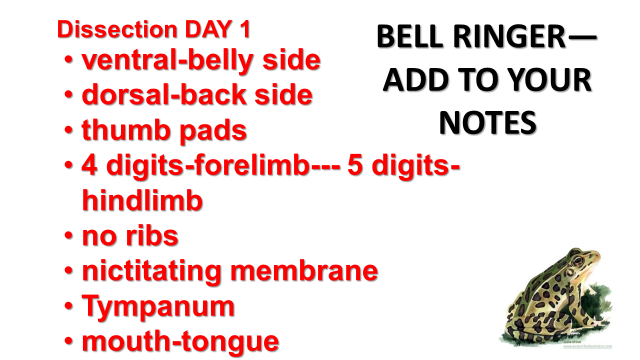 Dissection DAY 1
• ventral-belly side
• dorsal-back side
• thumb pads
• 4 digits-forelimb--- 5 digits-
hindlimb
• no ribs
• nictitating membrane
• Tympanum
• mouth-tongue
BELL RINGER—
ADD TO YOUR
NOTES